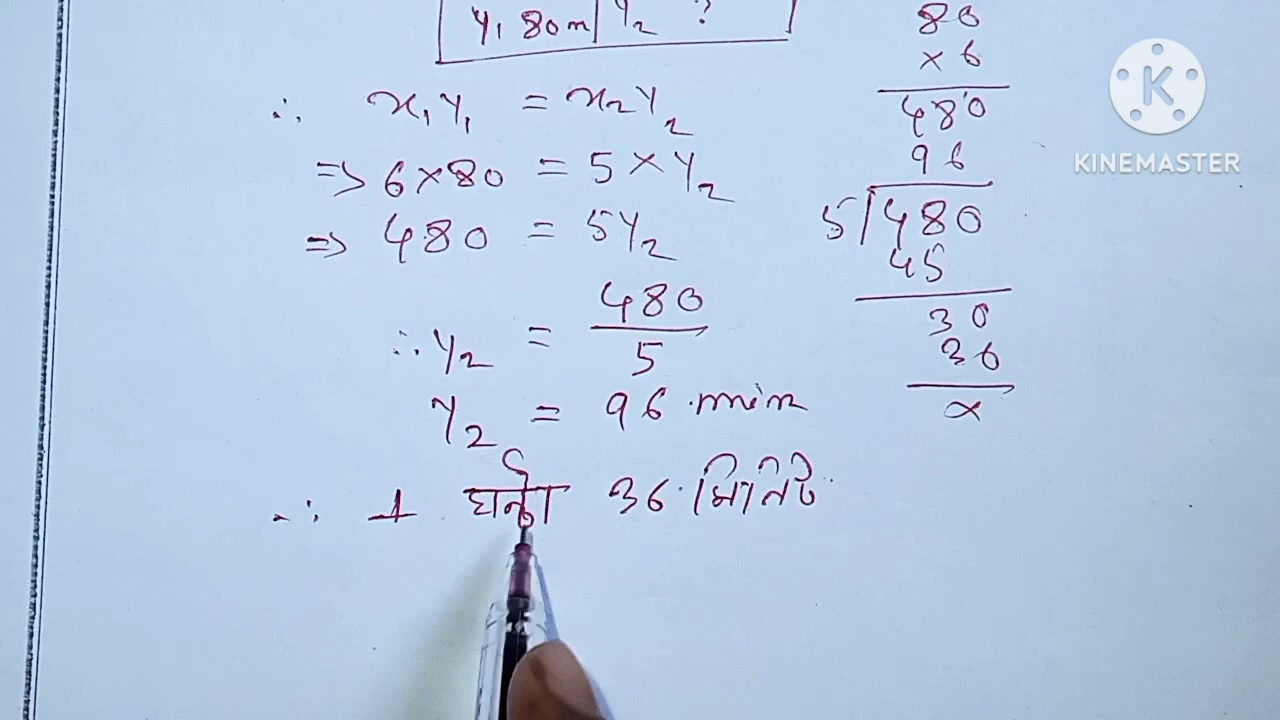 y₁ 80m | y₂ ?
∴ x₁y₁ = x₂y₂
=> 6×80 = 5×y₂
=> 480 = 5y₂
∴ y₂ = 480/5
y₂ = 96 min
∴ 1 ঘন্টা 36 মিনিট
80
×6
480
96
5|480
45
30
30
×
K
KINEMASTER